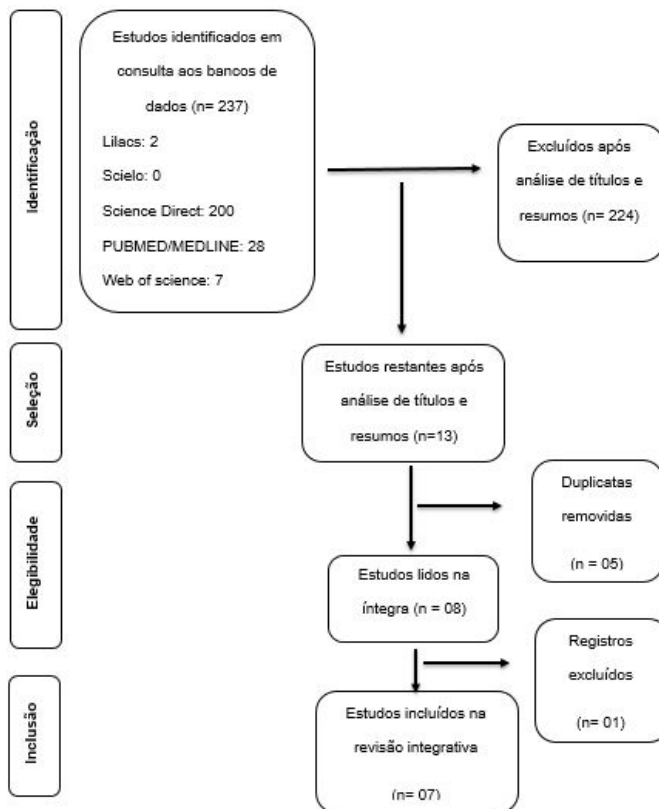 Identificação
Estudos identificados em
consulta aos bancos de
dados (n= 237)
Lilacs: 2
Scielo: 0
Science Direct: 200
PUBMED/MEDLINE: 28
Web of science: 7
Excluídos após
análise de títulos e
resumos (n= 224)
Seleção
Estudos restantes após
análise de títulos e
resumos (n=13)
Elegibilidade
Duplicatas
removidas
(n = 05)
Estudos lidos na
íntegra (n = 08)
Registros
excluídos
(n= 01)
Inclusão
Estudos incluídos na
revisão integrativa
(n= 07)